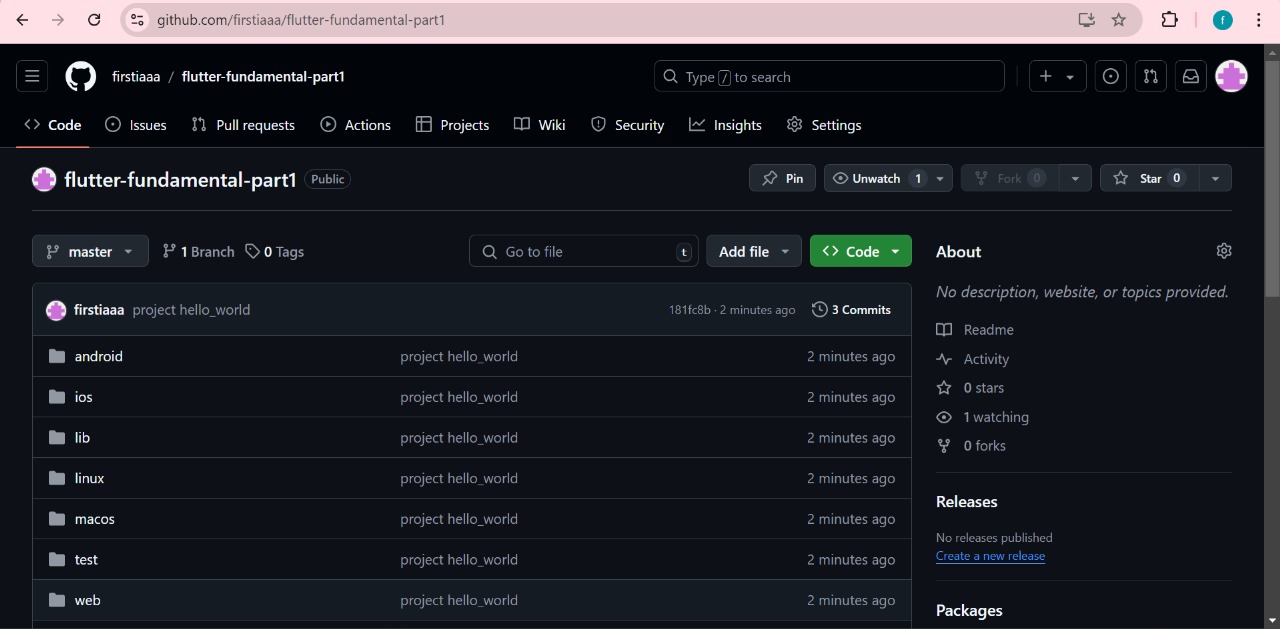 github.com/firstiaaa/flutter-fundamental-part1
f
firstiaaa / flutter-fundamental-part1
Type / to search
Code Issues Pull requests Actions Projects Wiki Security Insights Settings
flutter-fundamental-part1 Public
Pin Unwatch 1 Fork 0 Star 0
master 1 Branch 0 Tags Go to file t Add file Code
firstiaaa project hello_world 181fc8b · 2 minutes ago 3 Commits
android project hello_world 2 minutes ago
ios project hello_world 2 minutes ago
lib project hello_world 2 minutes ago
linux project hello_world 2 minutes ago
macos project hello_world 2 minutes ago
test project hello_world 2 minutes ago
web project hello_world 2 minutes ago
About
No description, website, or topics provided.
Readme
Activity
0 stars
1 watching
0 forks
Releases
No releases published
Create a new release
Packages